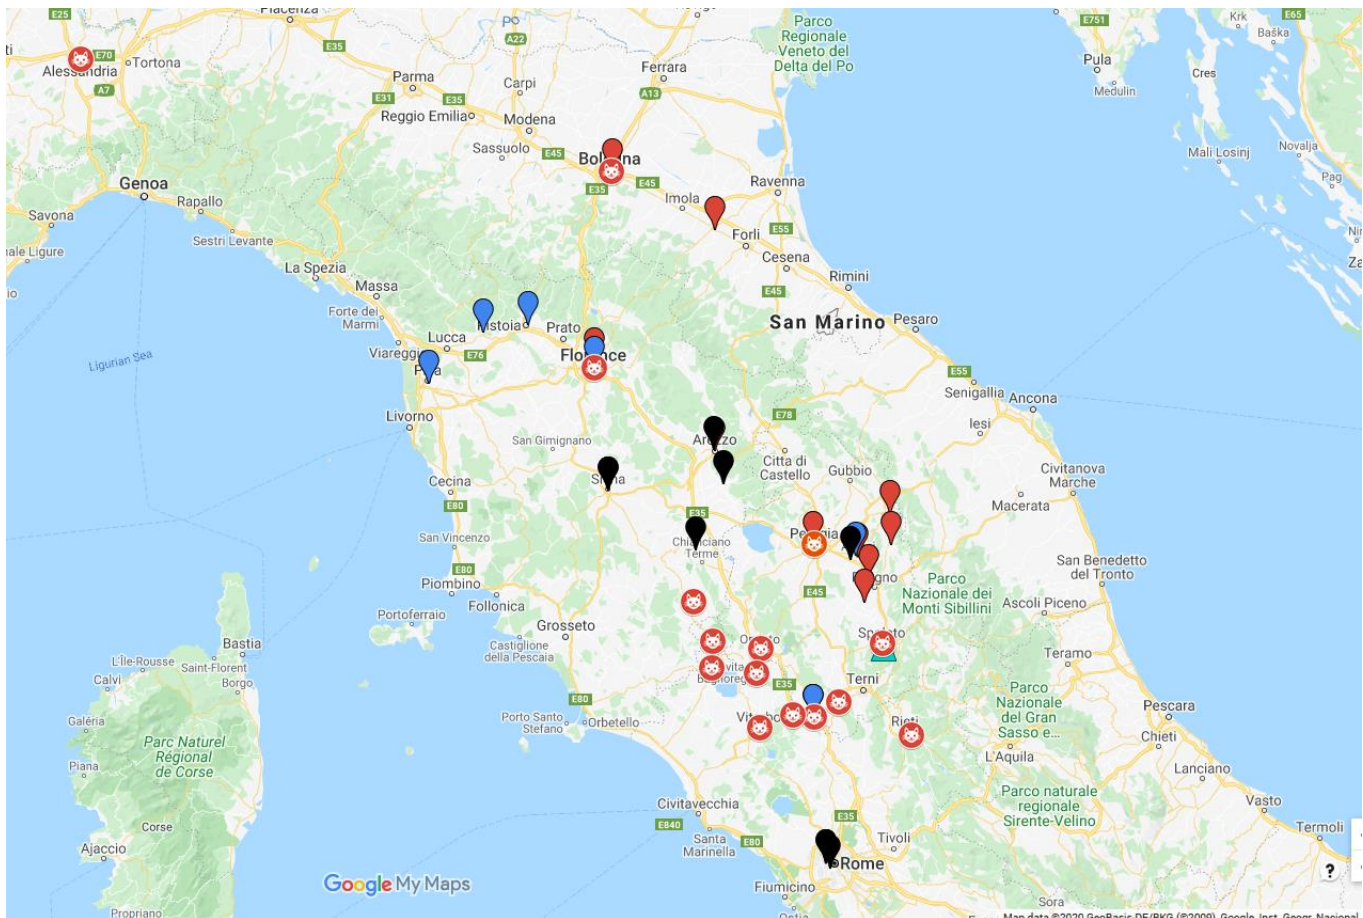 E25
Piacenza
E70
Alessandria
Tortona
A7
E35
A22
Parma
Carpi
Ferrara
A13
E31
E35
Reggio Emilia
Modena
Sassuolo
E45
Bologna
E35
E45
Imola
Ravenna
Forlì
E55
Cesena
E45
Rimini
Parco
Regionale
Veneto del
Delta del Po
E751
Pula
Medulin
Krk
Baška
E65
Cres
Mali Losinj
Novalja
Pag
Genoa
Savona
Rapallo
Sestri Levante
La Spezia
Massa
Forte dei
Marmi
Viareggio
Lucca
E76
Pistoia
Prato
Florence
Pisa
Livorno
Ligurian Sea
San Marino
Pesaro
E55
Senigallia
Ancona
Iesi
E78
Arezzo
Citta di
Castello
Gubbio
San Gimignano
Siena
Cecina
E80
San Vincenzo
E80
Piombino
Follonica
Portoferraio
Grosseto
Castiglione
della Pescaia
E35
Chianciano
Terme
Perugia
E45
Civitanova
Marche
Macerata
Parco
Nazionale dei
Monti Sibillini
San Benedetto
del Tronto
Ascoli Piceno
Teramo
Spoleto
Terni
E35
Viterbo
Rieti
E80
Porto Santo
Stefano
Orbetello
Parco
Nazionale
del Gran
Sasso e...
L'Aquila
Pescara
Chieti
Lanciano
Vasto
Termoli
Parco naturale
regionale
Sirente-Velino
Civitavecchia
E840
Santa
Marinella
E80
E35
Tivoli
Rome
Fiumicino
Sora
Bastia
L'Île-Rousse
Saint-Florent
Calvi
Borgo
Galéria
Parc Naturel
Régional
de Corse
Piana
Corse
Ajaccio
Propriano
Google My Maps
?
Map data ©2020 GeoBasis-DE/BKG (©2009), Google, Inst. Geogr. Nacional